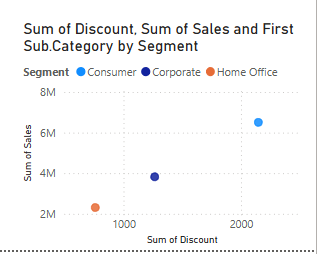 Sum of Discount, Sum of Sales and First
Sub.Category by Segment
Segment Consumer Corporate Home Office
8M
6M
4M
2M
Sum of Sales
1000 2000
Sum of Discount